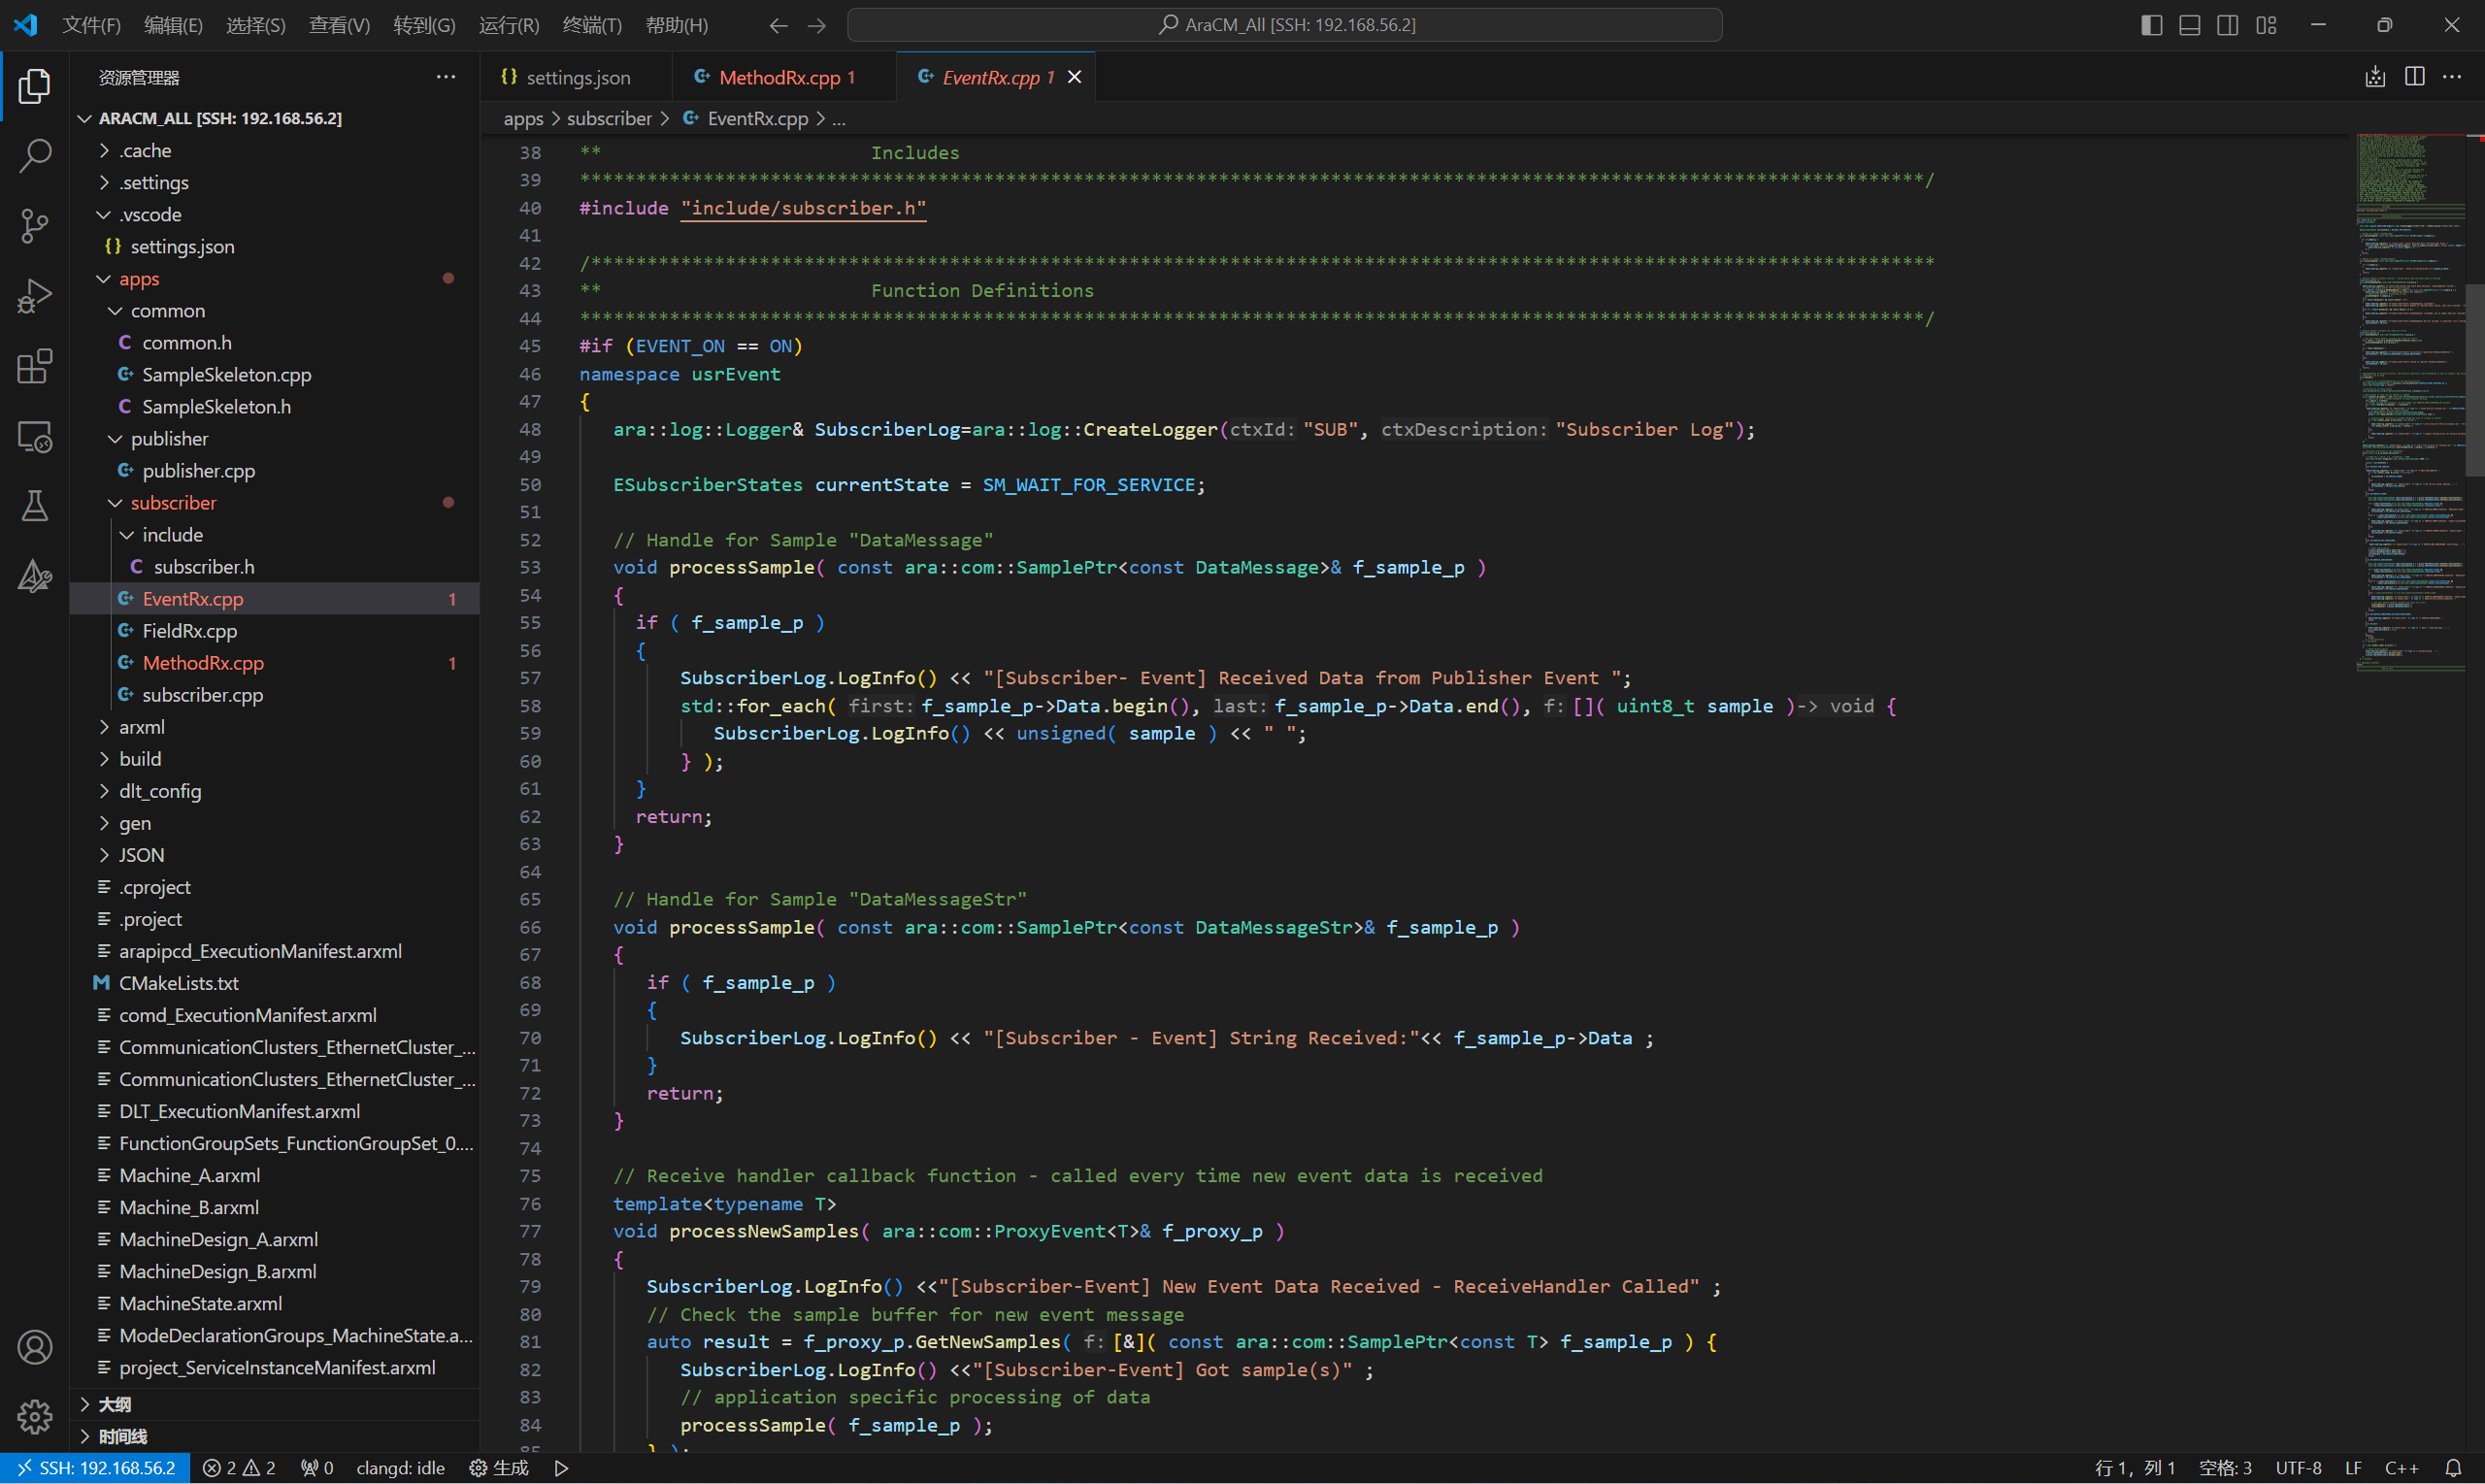 文件(F) 编辑(E) 选择(S) 查看(V) 转到(G) 运行(R) 终端(T) 帮助(H)
AraCM_All [SSH: 192.168.56.2]
资源管理器
ARACM_ALL [SSH: 192.168.56.2]
.cache
.settings
.vscode
{} settings.json
apps
common
C common.h
SampleSkeleton.cpp
C SampleSkeleton.h
publisher
publisher.cpp
subscriber
include
C subscriber.h
EventRx.cpp 1
FieldRx.cpp
MethodRx.cpp 1
subscriber.cpp
arxml
build
dlt_config
gen
JSON
.cproject
.project
arapipcd_ExecutionManifest.arxml
CMakeLists.txt
comd_ExecutionManifest.arxml
CommunicationClusters_EthernetCluster_...
CommunicationClusters_EthernetCluster_...
DLT_ExecutionManifest.arxml
FunctionGroupSets_FunctionGroupSet_0....
Machine_A.arxml
Machine_B.arxml
MachineDesign_A.arxml
MachineDesign_B.arxml
MachineState.arxml
ModeDeclarationGroups_MachineState.a...
project_ServiceInstanceManifest.arxml
大纲
时间线
{} settings.json MethodRx.cpp 1 EventRx.cpp 1
apps > subscriber > EventRx.cpp > ...
38 ** Includes
39 ************************************************************************************************************************/
40 #include "include/subscriber.h"
41
42 /************************************************************************************************************************
43 ** Function Definitions
44 ************************************************************************************************************************/
45 #if (EVENT_ON == ON)
46 namespace usrEvent
47 {
48 ara::log::Logger& SubscriberLog=ara::log::CreateLogger(ctxId: "SUB", ctxDescription: "Subscriber Log");
49
50 ESubscriberStates currentState = SM_WAIT_FOR_SERVICE;
51
52 // Handle for Sample "DataMessage"
53 void processSample( const ara::com::SamplePtr<const DataMessage>& f_sample_p )
54 {
55 if ( f_sample_p )
56 {
57 SubscriberLog.LogInfo() << "[Subscriber- Event] Received Data from Publisher Event ";
58 std::for_each( first: f_sample_p->Data.begin(), last: f_sample_p->Data.end(), f: []( uint8_t sample )-> void {
59 SubscriberLog.LogInfo() << unsigned( sample ) << " ";
60 } );
61 }
62 return;
63 }
64
65 // Handle for Sample "DataMessageStr"
66 void processSample( const ara::com::SamplePtr<const DataMessageStr>& f_sample_p )
67 {
68 if ( f_sample_p )
69 {
70 SubscriberLog.LogInfo() << "[Subscriber - Event] String Received:"<< f_sample_p->Data ;
71 }
72 return;
73 }
74
75 // Receive handler callback function - called every time new event data is received
76 template<typename T>
77 void processNewSamples( ara::com::ProxyEvent<T>& f_proxy_p )
78 {
79 SubscriberLog.LogInfo() <<"[Subscriber-Event] New Event Data Received - ReceiveHandler Called" ;
80 // Check the sample buffer for new event message
81 auto result = f_proxy_p.GetNewSamples( f: [&]( const ara::com::SamplePtr<const T> f_sample_p ) {
82 SubscriberLog.LogInfo() <<"[Subscriber-Event] Got sample(s)" ;
83 // application specific processing of data
84 processSample( f_sample_p );
85 } );
SSH: 192.168.56.2 2 2 0 clangd: idle 生成 行 1，列 1 空格: 3 UTF-8 LF C++